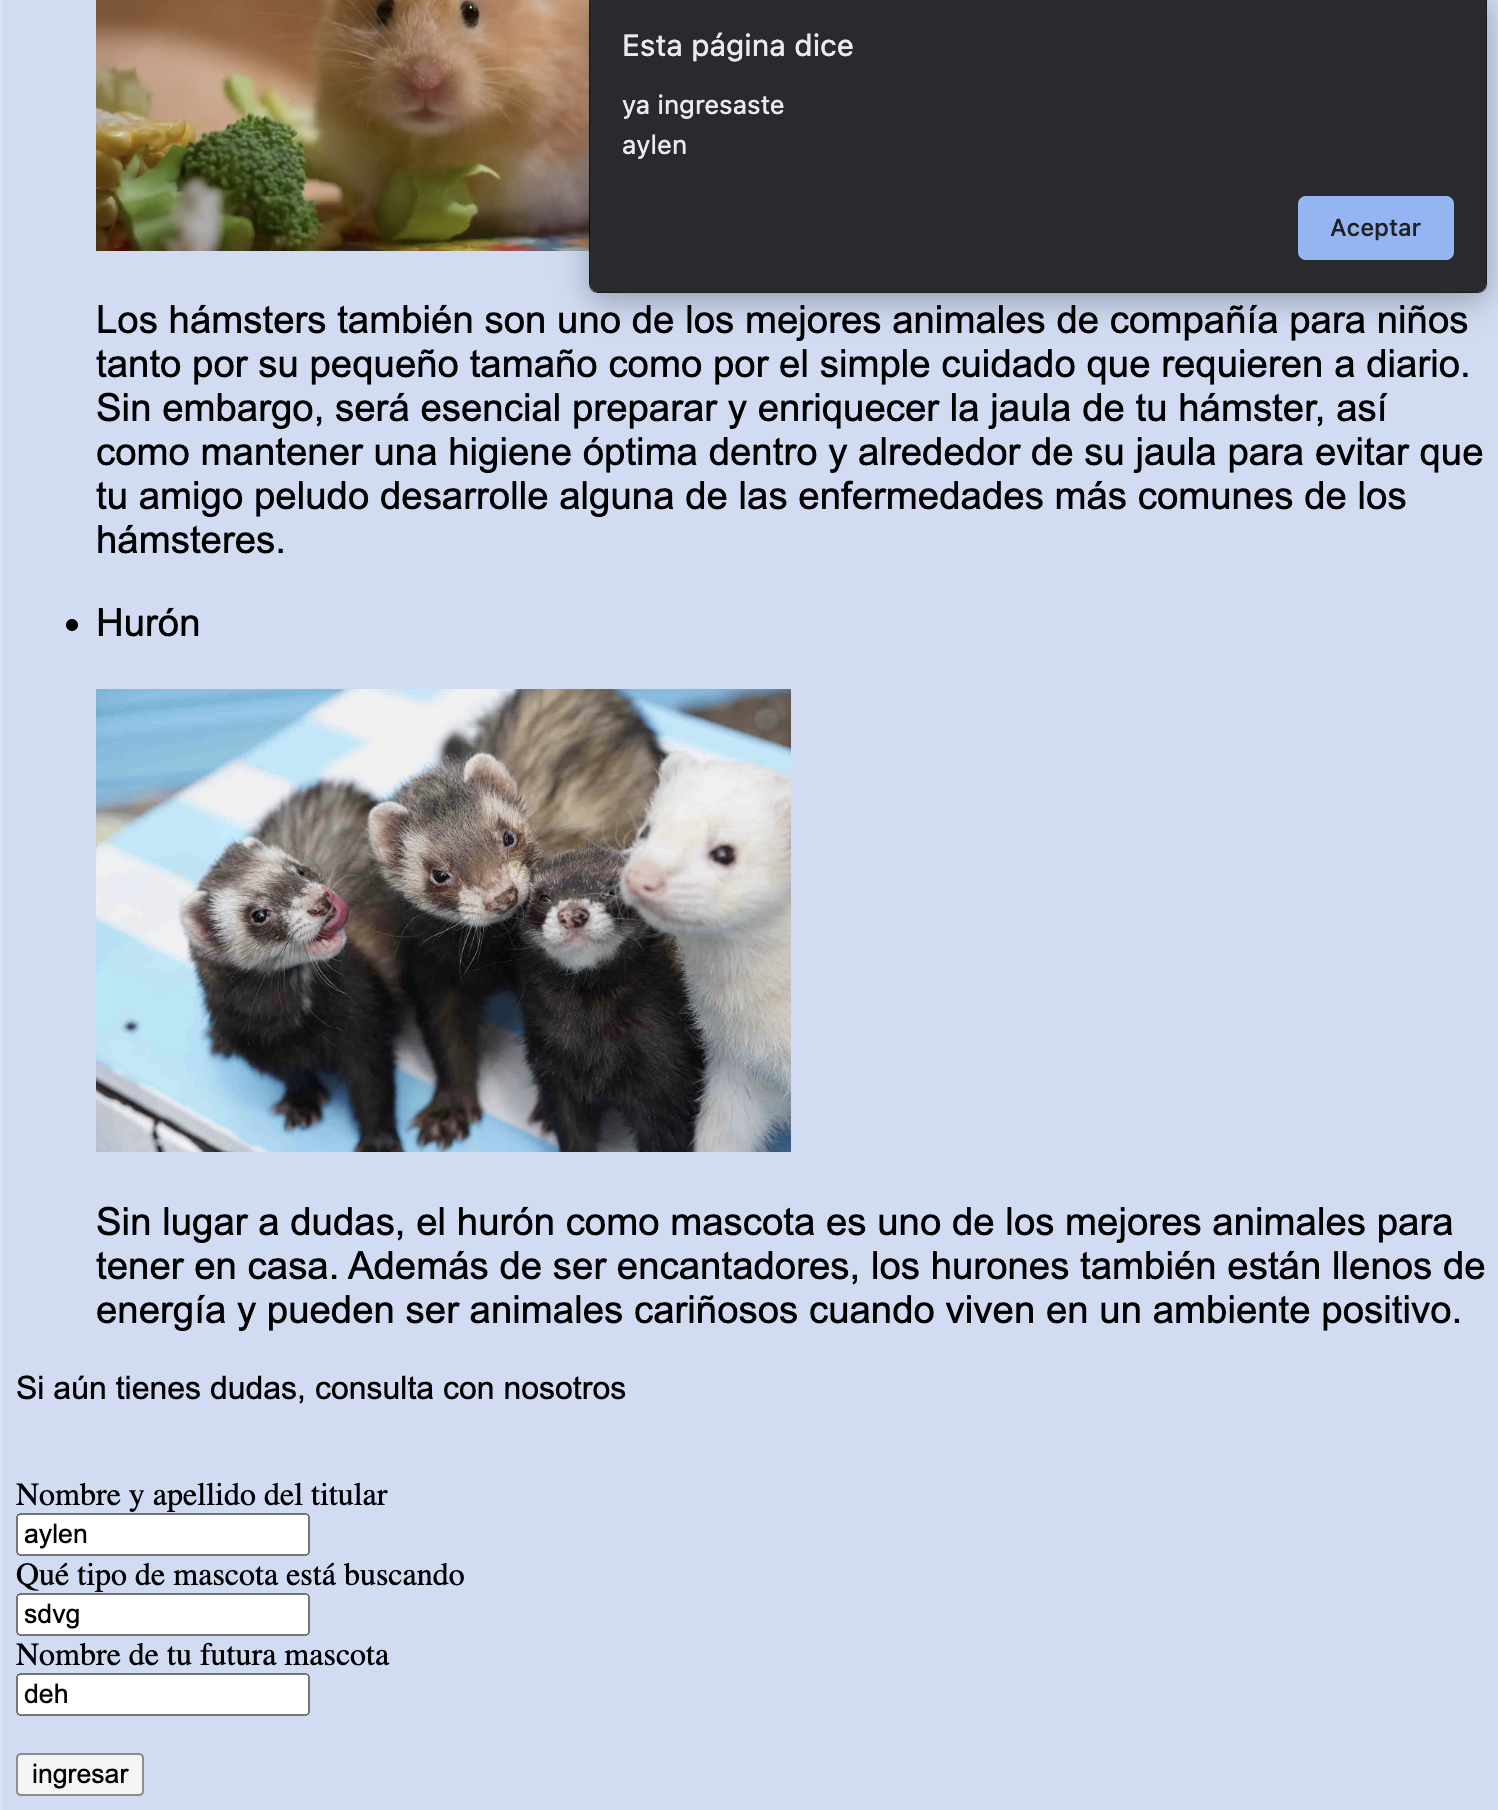 Esta página dice
ya ingresaste
aylen
Aceptar
Los hámsters también son uno de los mejores animales de compañía para niños
tanto por su pequeño tamaño como por el simple cuidado que requieren a diario.
Sin embargo, será esencial preparar y enriquecer la jaula de tu hámster, así
como mantener una higiene óptima dentro y alrededor de su jaula para evitar que
tu amigo peludo desarrolle alguna de las enfermedades más comunes de los
hámsteres.
• Hurón
Sin lugar a dudas, el hurón como mascota es uno de los mejores animales para
tener en casa. Además de ser encantadores, los hurones también están llenos de
energía y pueden ser animales cariñosos cuando viven en un ambiente positivo.
Si aún tienes dudas, consulta con nosotros
Nombre y apellido del titular
aylen
Qué tipo de mascota está buscando
sdvg
Nombre de tu futura mascota
deh
ingresar